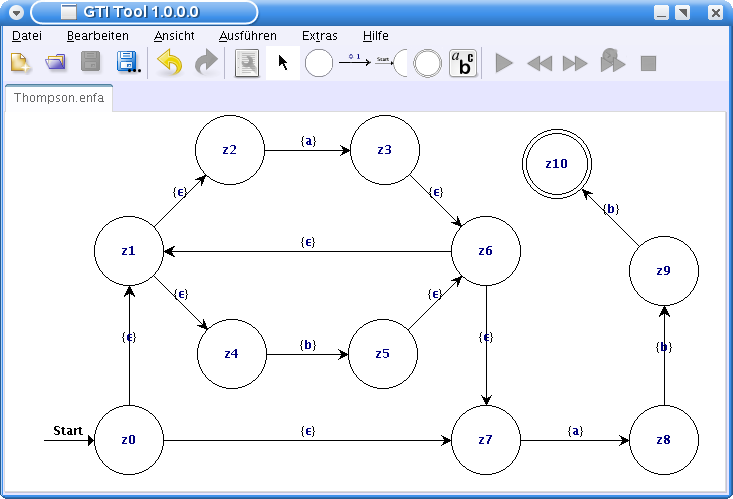 GTI Tool 1.0.0.0
Datei Bearbeiten Ansicht Ausführen Extras Hilfe
0 1 Start abc
Thompson.enfa
z2 {a} z3 z10
{ϵ} {ϵ} {b}
z1 {ϵ} z6 z9
{ϵ} {ϵ}
{ϵ} z4 {b} z5 {ϵ} {b}
Start z0 {ϵ} z7 {a} z8